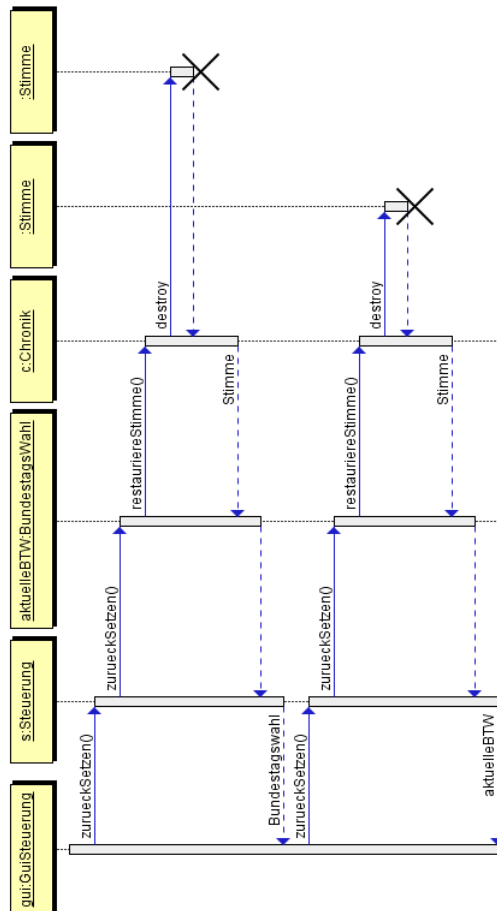 gui:GuiSteuerung
s:Steuerung
aktuelleBTW:BundestagsWahl
c:Chronik
:Stimme
:Stimme
zurueckSetzen()
zurueckSetzen()
restauriereStimme()
destroy
Stimme
Bundestagswahl
zurueckSetzen()
zurueckSetzen()
restauriereStimme()
destroy
Stimme
aktuelleBTW